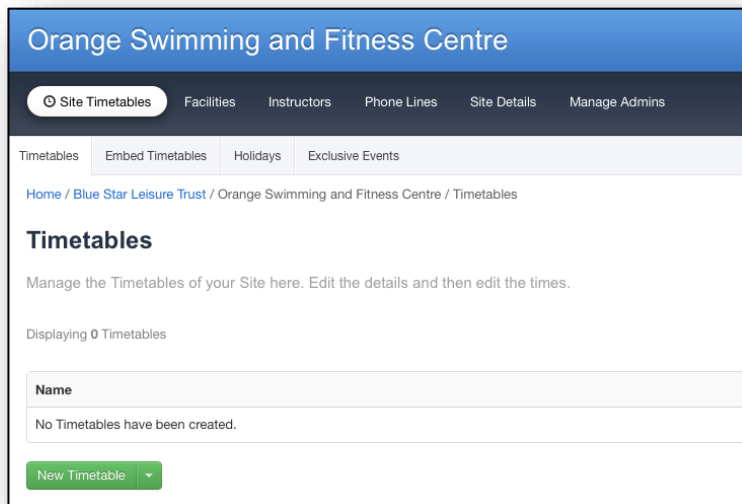 Orange Swimming and Fitness Centre
Site Timetables Facilities Instructors Phone Lines Site Details Manage Admins
Timetables Embed Timetables Holidays Exclusive Events
Home / Blue Star Leisure Trust / Orange Swimming and Fitness Centre / Timetables
Timetables
Manage the Timetables of your Site here. Edit the details and then edit the times.
Displaying 0 Timetables
Name
No Timetables have been created.
New Timetable